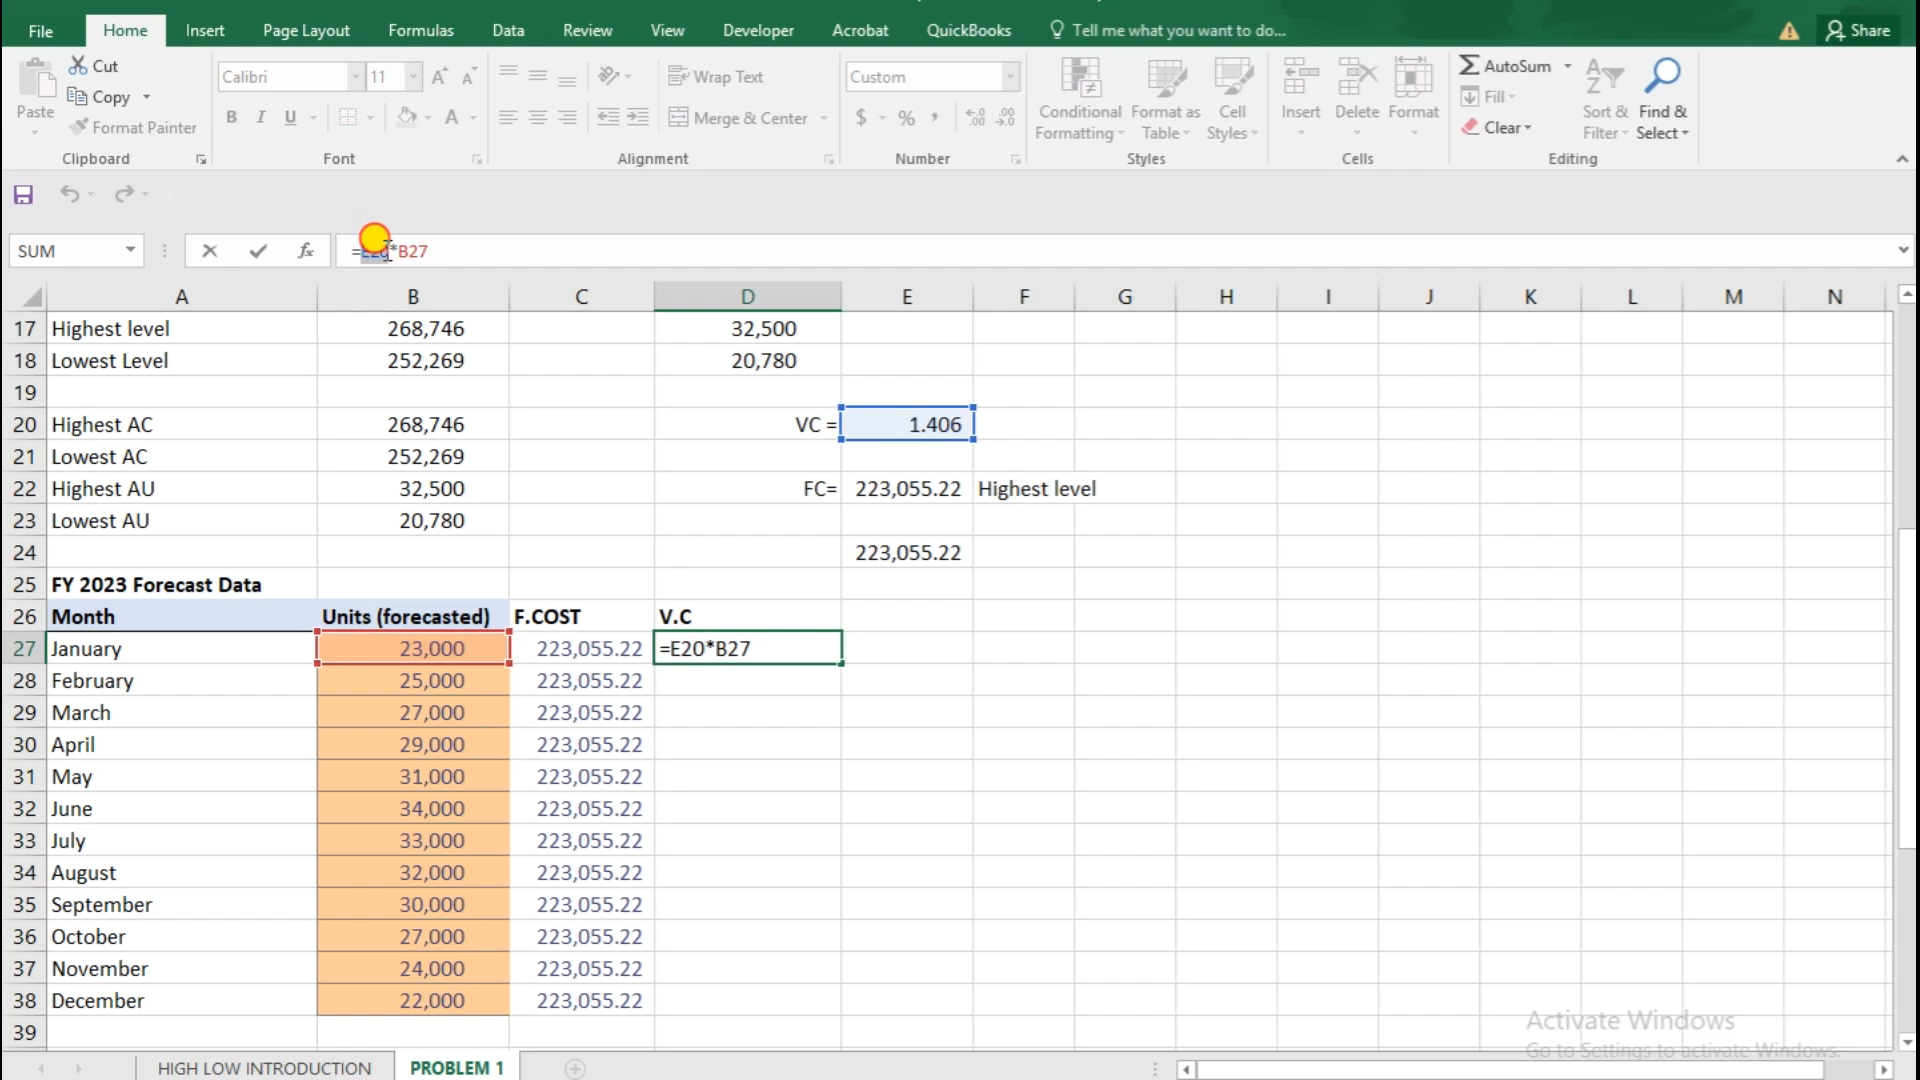 File Home Insert Page Layout Formulas Data Review View Developer Acrobat QuickBooks Tell me what you want to do... Share
Paste Cut Copy Format Painter Clipboard
Calibri 11 B I U A Font
Wrap Text Merge & Center Alignment
Custom $ % , Number
Conditional Formatting Format as Table Cell Styles Styles
Insert Delete Format Cells
AutoSum Fill Clear Sort & Filter Find & Select Editing
SUM fx =E20*B27
A B C D E F G H I J K L M N
17 Highest level 268,746 32,500
18 Lowest Level 252,269 20,780
19
20 Highest AC 268,746 VC = 1.406
21 Lowest AC 252,269
22 Highest AU 32,500 FC= 223,055.22 Highest level
23 Lowest AU 20,780
24 223,055.22
25 FY 2023 Forecast Data
26 Month Units (forecasted) F.COST V.C
27 January 23,000 223,055.22 =E20*B27
28 February 25,000 223,055.22
29 March 27,000 223,055.22
30 April 29,000 223,055.22
31 May 31,000 223,055.22
32 June 34,000 223,055.22
33 July 33,000 223,055.22
34 August 32,000 223,055.22
35 September 30,000 223,055.22
36 October 27,000 223,055.22
37 November 24,000 223,055.22
38 December 22,000 223,055.22
39
Activate Windows
Go to Settings to activate Windows.
HIGH LOW INTRODUCTION PROBLEM 1